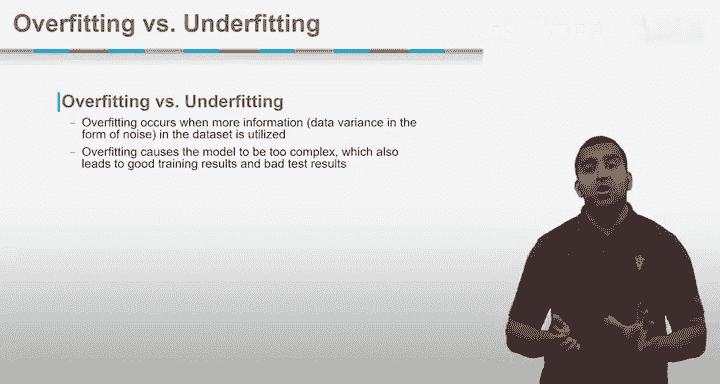 Overfitting vs. Underfitting
Overfitting vs. Underfitting
– Overfitting occurs when more information (data variance in the
form of noise) in the dataset is utilized
– Overfitting causes the model to be too complex, which also
leads to good training results and bad test results